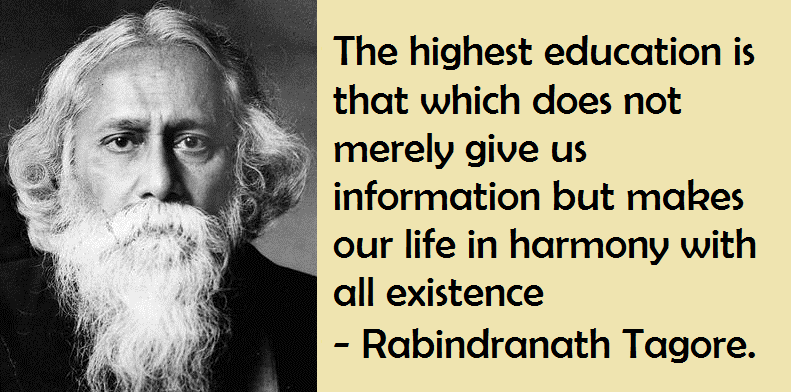 The highest education is
that which does not
merely give us
information but makes
our life in harmony with
all existence
- Rabindranath Tagore.